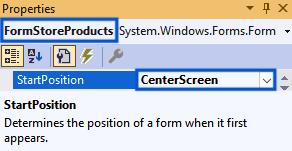 Properties
FormStoreProducts System.Windows.Forms.Form
StartPosition CenterScreen
StartPosition
Determines the position of a form when it first
appears.